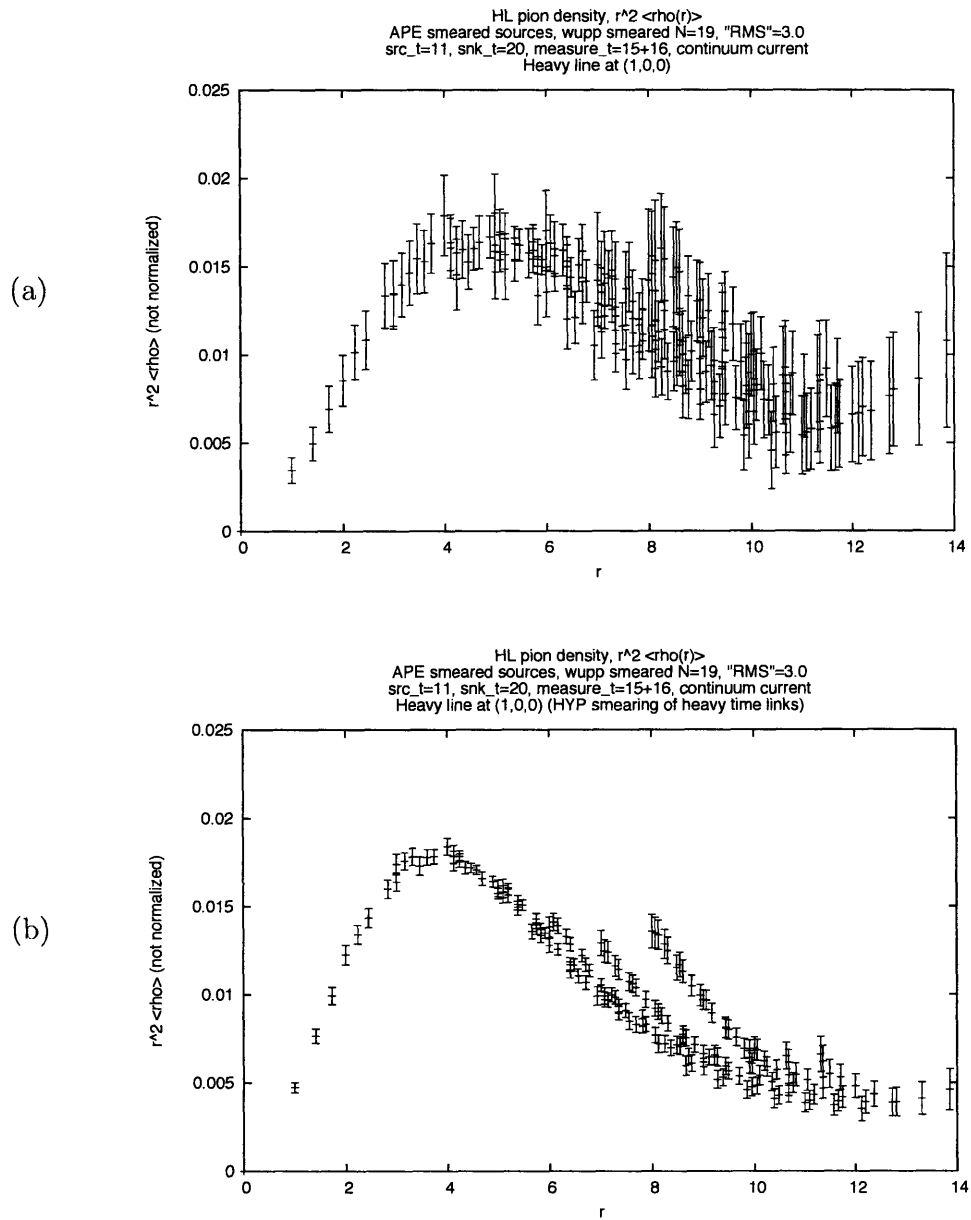 HL pion density, r^2 <rho(r)>
APE smeared sources, wupp smeared N=19, "RMS"=3.0
src_t=11, snk_t=20, measure_t=15+16, continuum current
Heavy line at (1,0,0)
(a)
r^2 <rho> (not normalized)
0.025
0.02
0.015
0.01
0.005
0
0 2 4 6 8 10 12 14
r
HL pion density, r^2 <rho(r)>
APE smeared sources, wupp smeared N=19, "RMS"=3.0
src_t=11, snk_t=20, measure_t=15+16, continuum current
Heavy line at (1,0,0) (HYP smearing of heavy time links)
(b)
r^2 <rho> (not normalized)
0.025
0.02
0.015
0.01
0.005
0
0 2 4 6 8 10 12 14
r